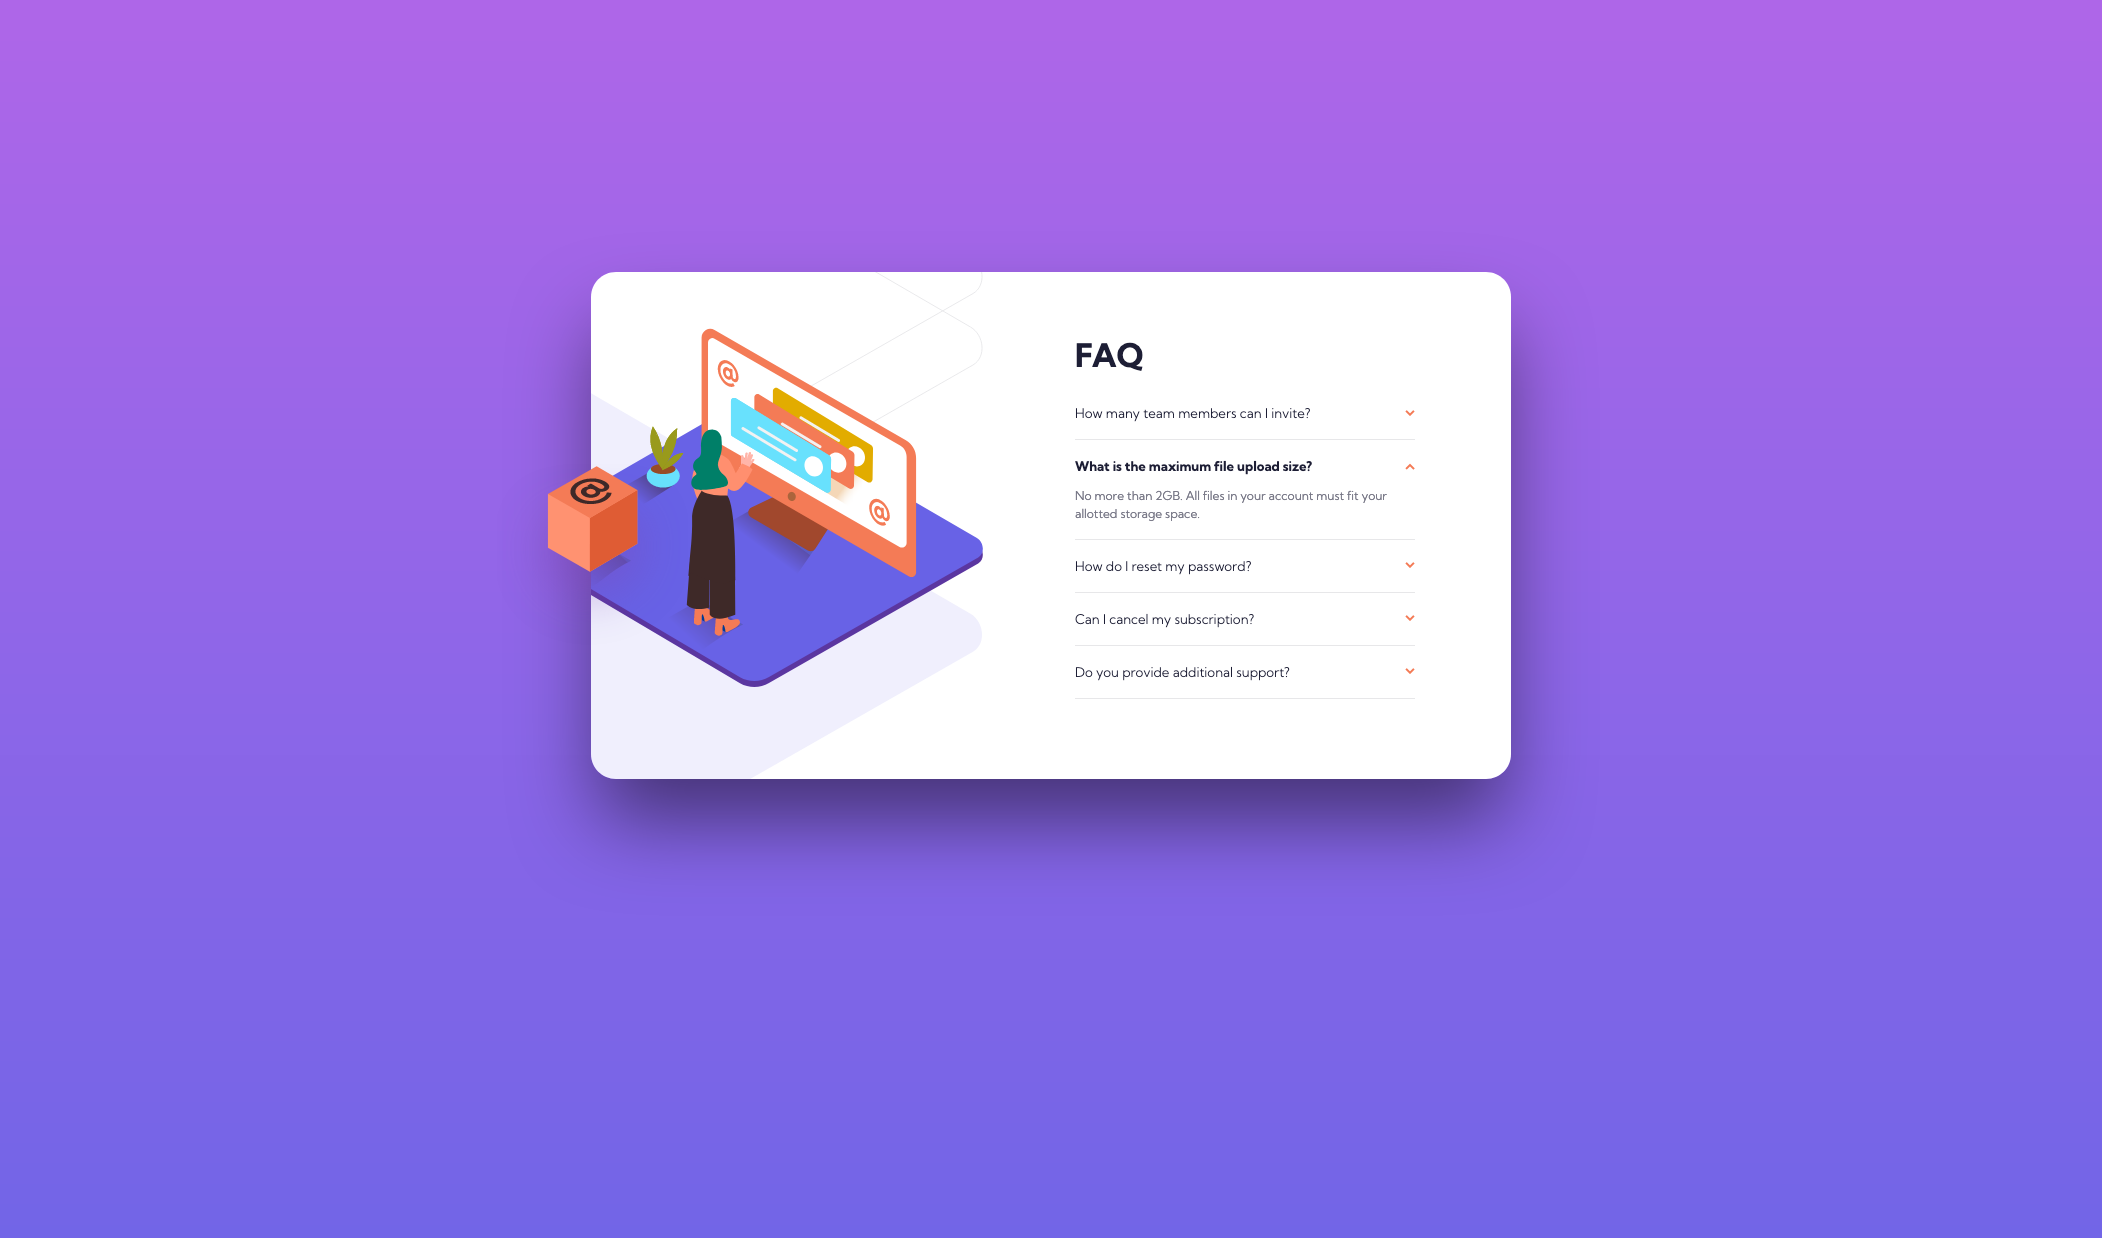 @
@
@
FAQ
How many team members can I invite?
What is the maximum file upload size?
No more than 2GB. All files in your account must fit your
allotted storage space.
How do I reset my password?
Can I cancel my subscription?
Do you provide additional support?